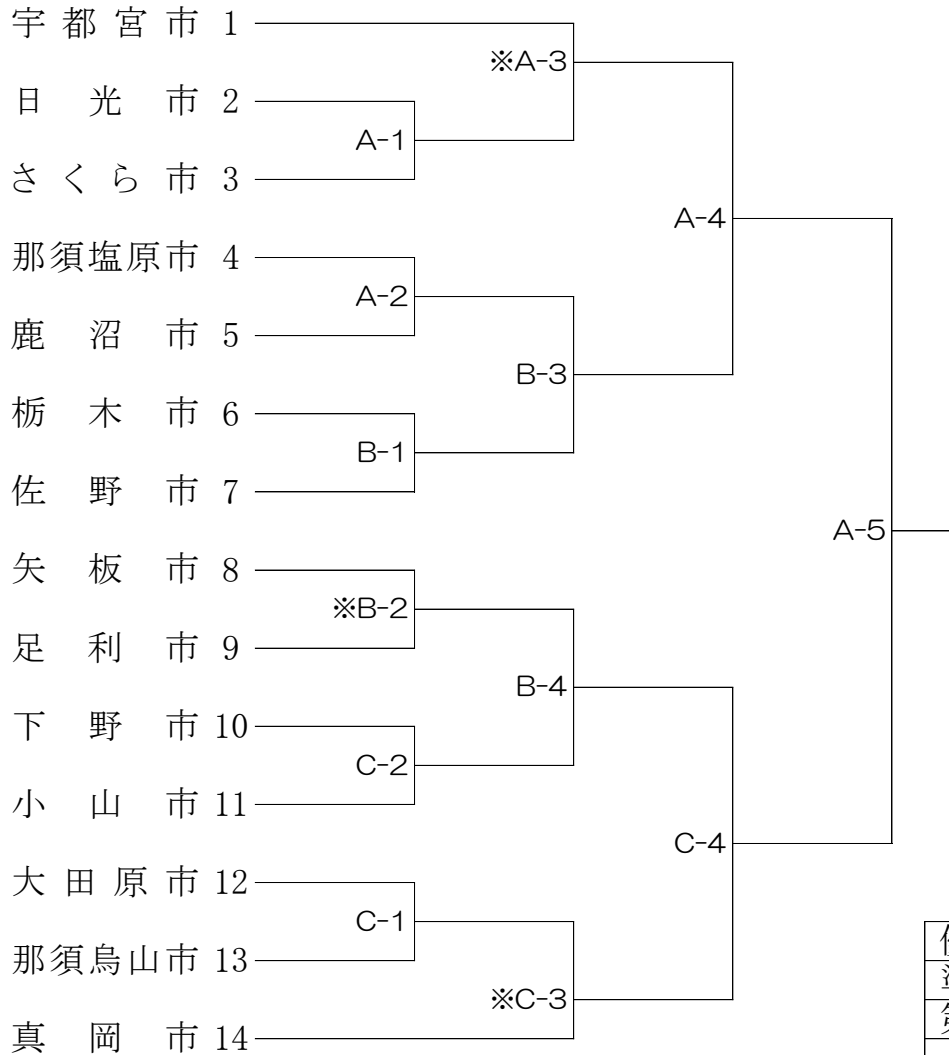 宇都宮市 1
※A-3
日光市 2
A-1
さくら市 3
A-4
那須塩原市 4
A-2
鹿沼市 5
B-3
栃木市 6
B-1
佐野市 7
A-5
矢板市 8
※B-2
足利市 9
B-4
下野市 10
C-2
小山市 11
C-4
大田原市 12
C-1
那須烏山市 13
※C-3
真岡市 14